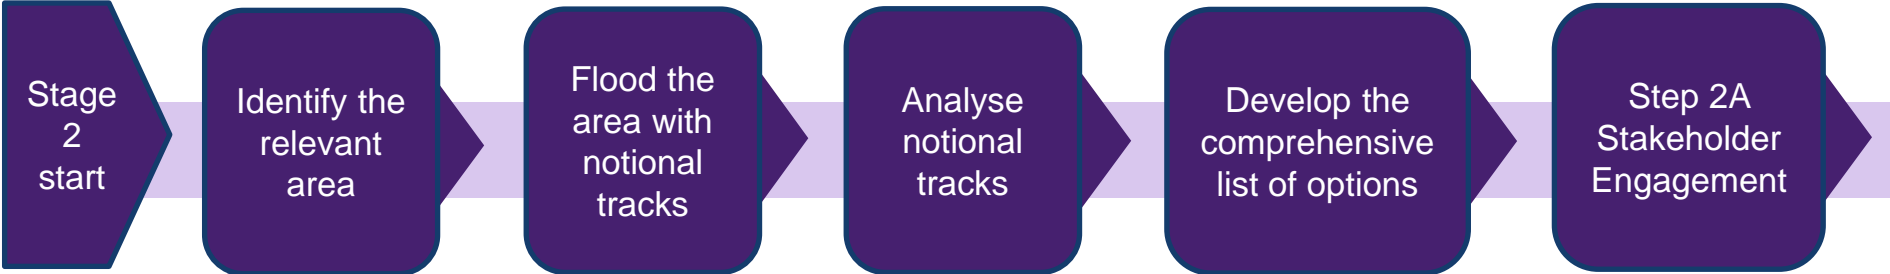 Stage
2
start
Identify the
relevant
area
Flood the
area with
notional
tracks
Analyse
notional
tracks
Develop the
comprehensive
list of options
Step 2A
Stakeholder
Engagement